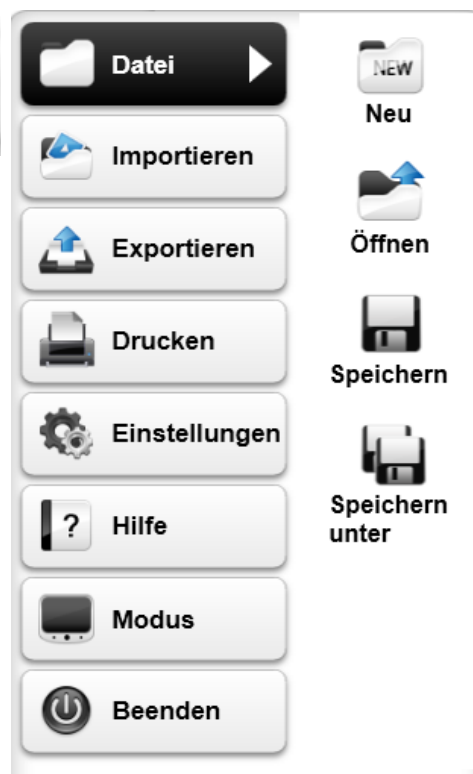 Datei
Importieren
Exportieren
Drucken
Einstellungen
?
Hilfe
Modus
Beenden
NEW
Neu
Öffnen
Speichern
Speichern
unter